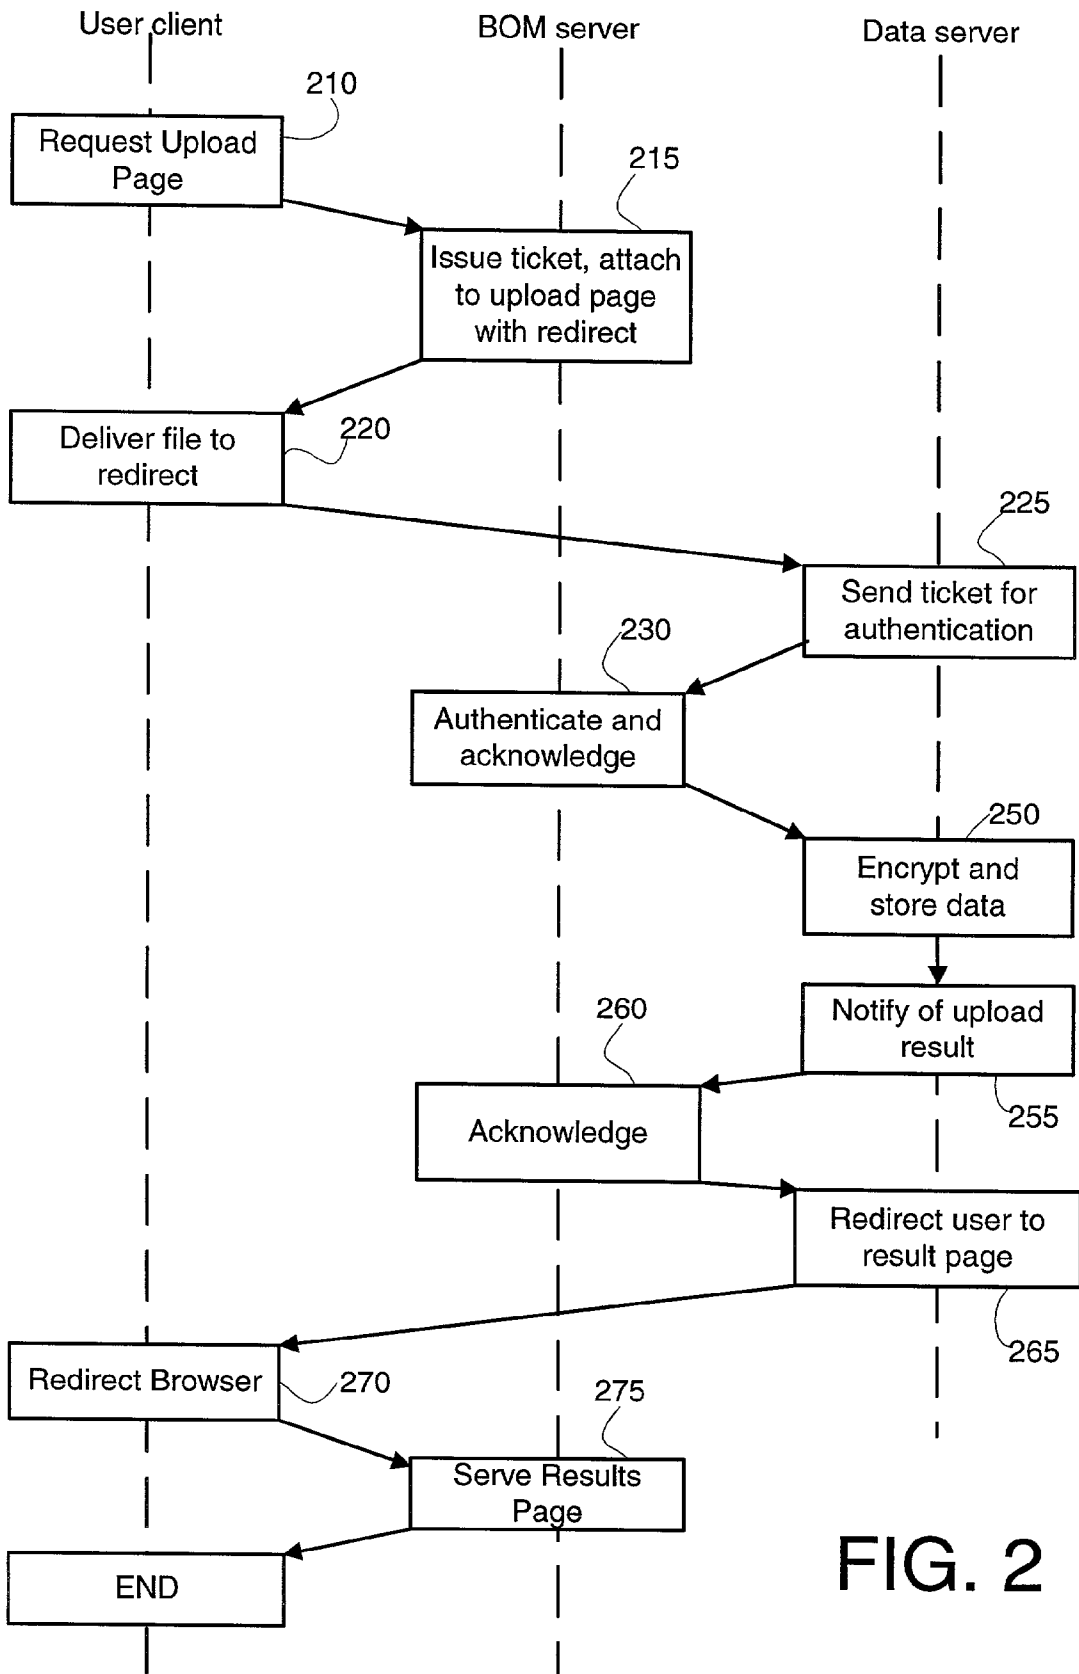 User client
BOM server
Data server
210
Request Upload
Page
215
Issue ticket, attach
to upload page
with redirect
220
Deliver file to
redirect
225
Send ticket for
authentication
230
Authenticate and
acknowledge
250
Encrypt and
store data
Notify of upload
result
255
260
Acknowledge
Redirect user to
result page
265
Redirect Browser
270
275
Serve Results
Page
END
FIG. 2